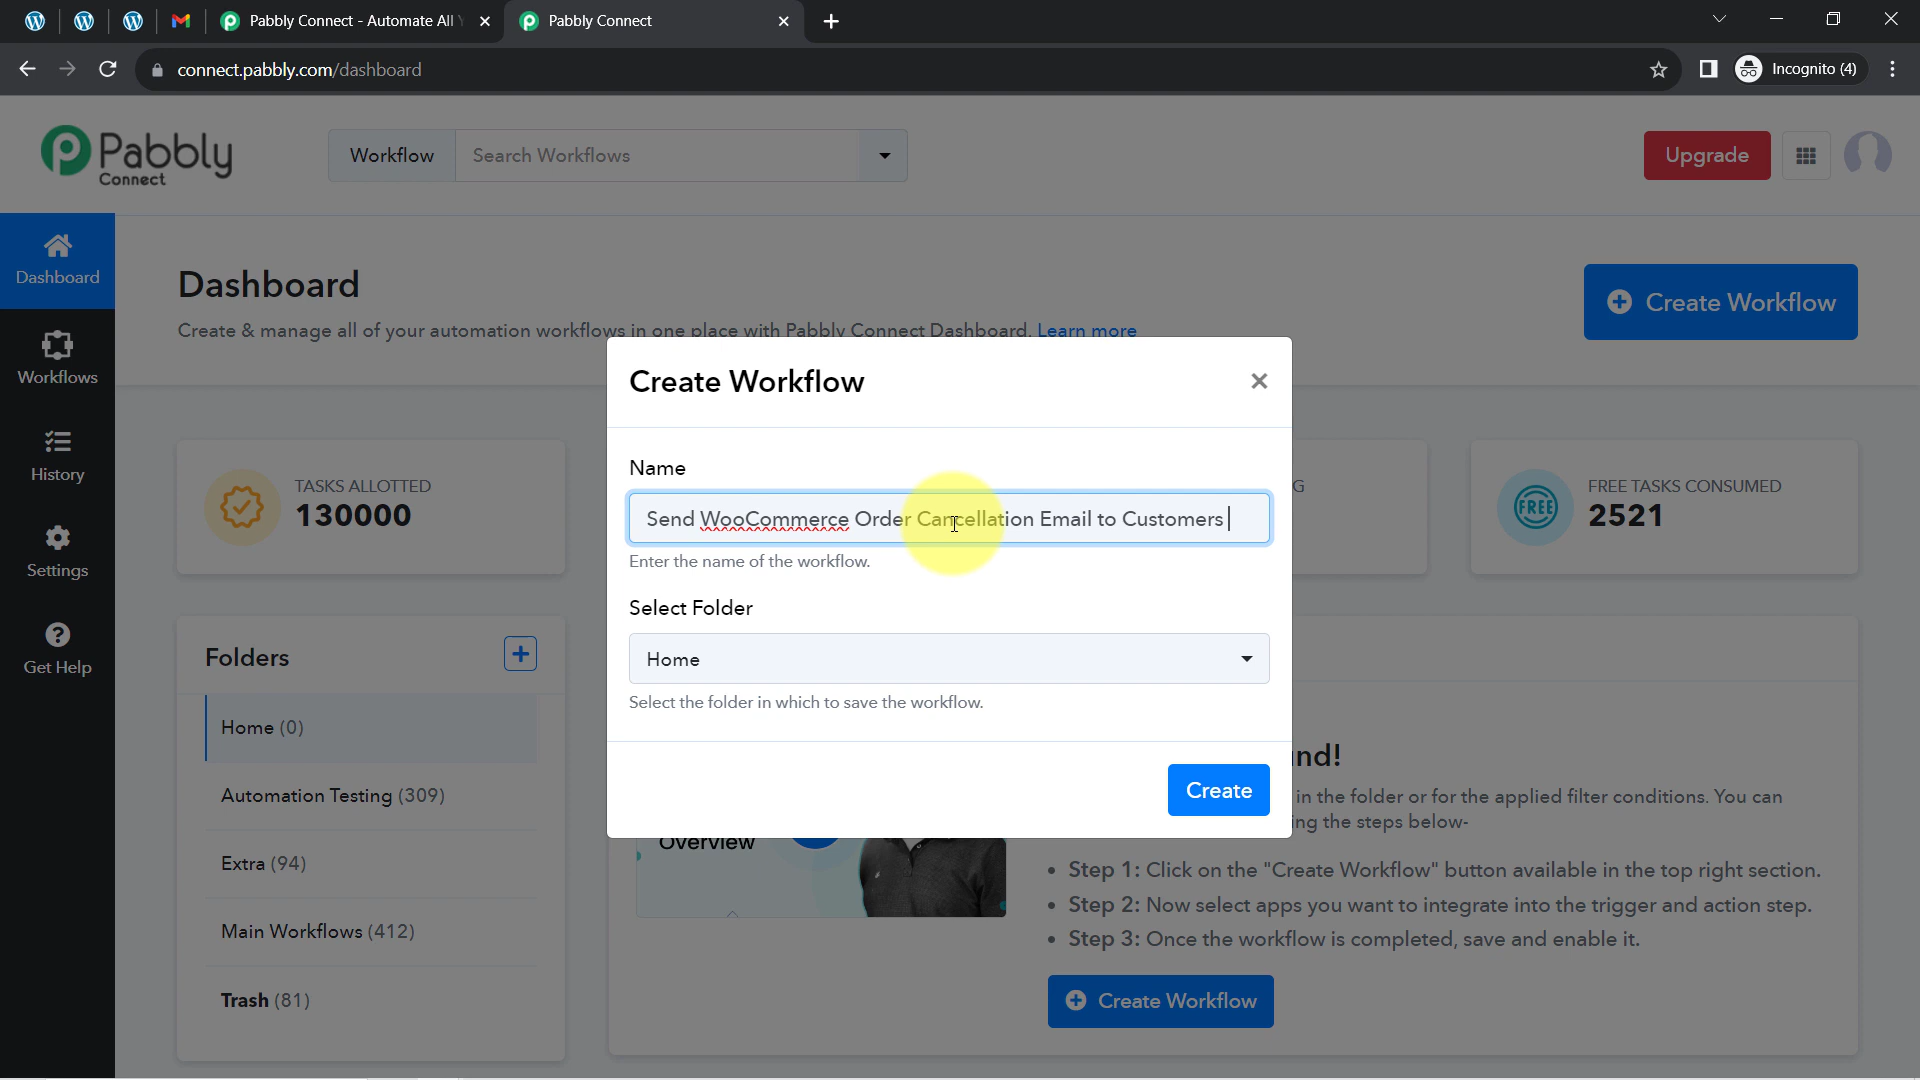 Pabbly Connect - Automate All
Pabbly Connect
connect.pabbly.com/dashboard
Incognito (4)
Pabbly
Connect
Workflow
Search Workflows
Upgrade
Dashboard
Workflows
History
Settings
Get Help
Dashboard
Create & manage all of your automation workflows in one place with Pabbly Connect Dashboard. Learn more
Create Workflow
TASKS ALLOTTED
130000
G
FREE
FREE TASKS CONSUMED
2521
Folders
Home (0)
Automation Testing (309)
Extra (94)
Main Workflows (412)
Trash (81)
Create Workflow
Name
Send WooCommerce Order Cancellation Email to Customers
Enter the name of the workflow.
Select Folder
Home
Select the folder in which to save the workflow.
Create
Overview
nd!
in the folder or for the applied filter conditions. You can
ing the steps below-
• Step 1: Click on the "Create Workflow" button available in the top right section.
• Step 2: Now select apps you want to integrate into the trigger and action step.
• Step 3: Once the workflow is completed, save and enable it.
Create Workflow